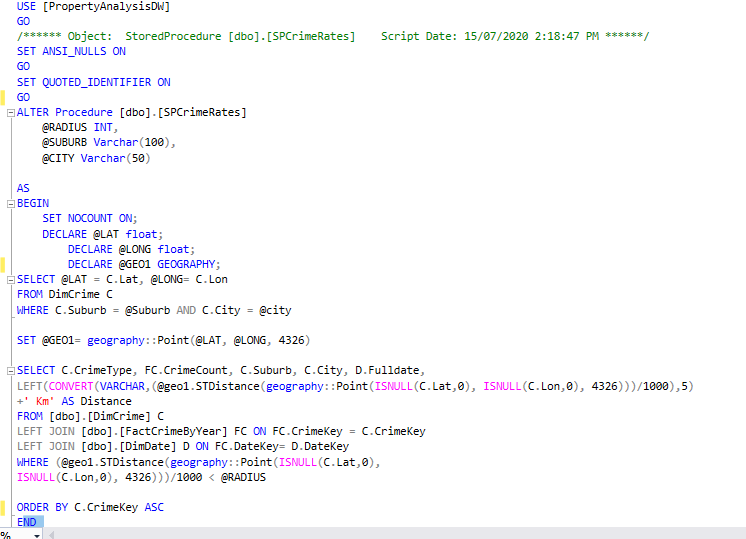 USE [PropertyAnalysisDW]
GO
/****** Object:  StoredProcedure [dbo].[SPCrimeRates]    Script Date: 15/07/2020 2:18:47 PM ******/
SET ANSI_NULLS ON
GO
SET QUOTED_IDENTIFIER ON
GO
ALTER Procedure [dbo].[SPCrimeRates]
    @RADIUS INT,
    @SUBURB Varchar(100),
    @CITY Varchar(50)
AS
BEGIN
    SET NOCOUNT ON;
    DECLARE @LAT float;
        DECLARE @LONG float;
        DECLARE @GEO1 GEOGRAPHY;
SELECT @LAT = C.Lat, @LONG= C.Lon
FROM DimCrime C
WHERE C.Suburb = @Suburb AND C.City = @city
SET @GEO1= geography::Point(@LAT, @LONG, 4326)
SELECT C.CrimeType, FC.CrimeCount, C.Suburb, C.City, D.Fulldate,
LEFT(CONVERT(VARCHAR,(@geo1.STDistance(geography::Point(ISNULL(C.Lat,0), ISNULL(C.Lon,0), 4326)))/1000),5)
+' Km' AS Distance
FROM [dbo].[DimCrime] C
LEFT JOIN [dbo].[FactCrimeByYear] FC ON FC.CrimeKey = C.CrimeKey
LEFT JOIN [dbo].[DimDate] D ON FC.DateKey= D.DateKey
WHERE (@geo1.STDistance(geography::Point(ISNULL(C.Lat,0),
ISNULL(C.Lon,0), 4326)))/1000 < @RADIUS
ORDER BY C.CrimeKey ASC
END
%